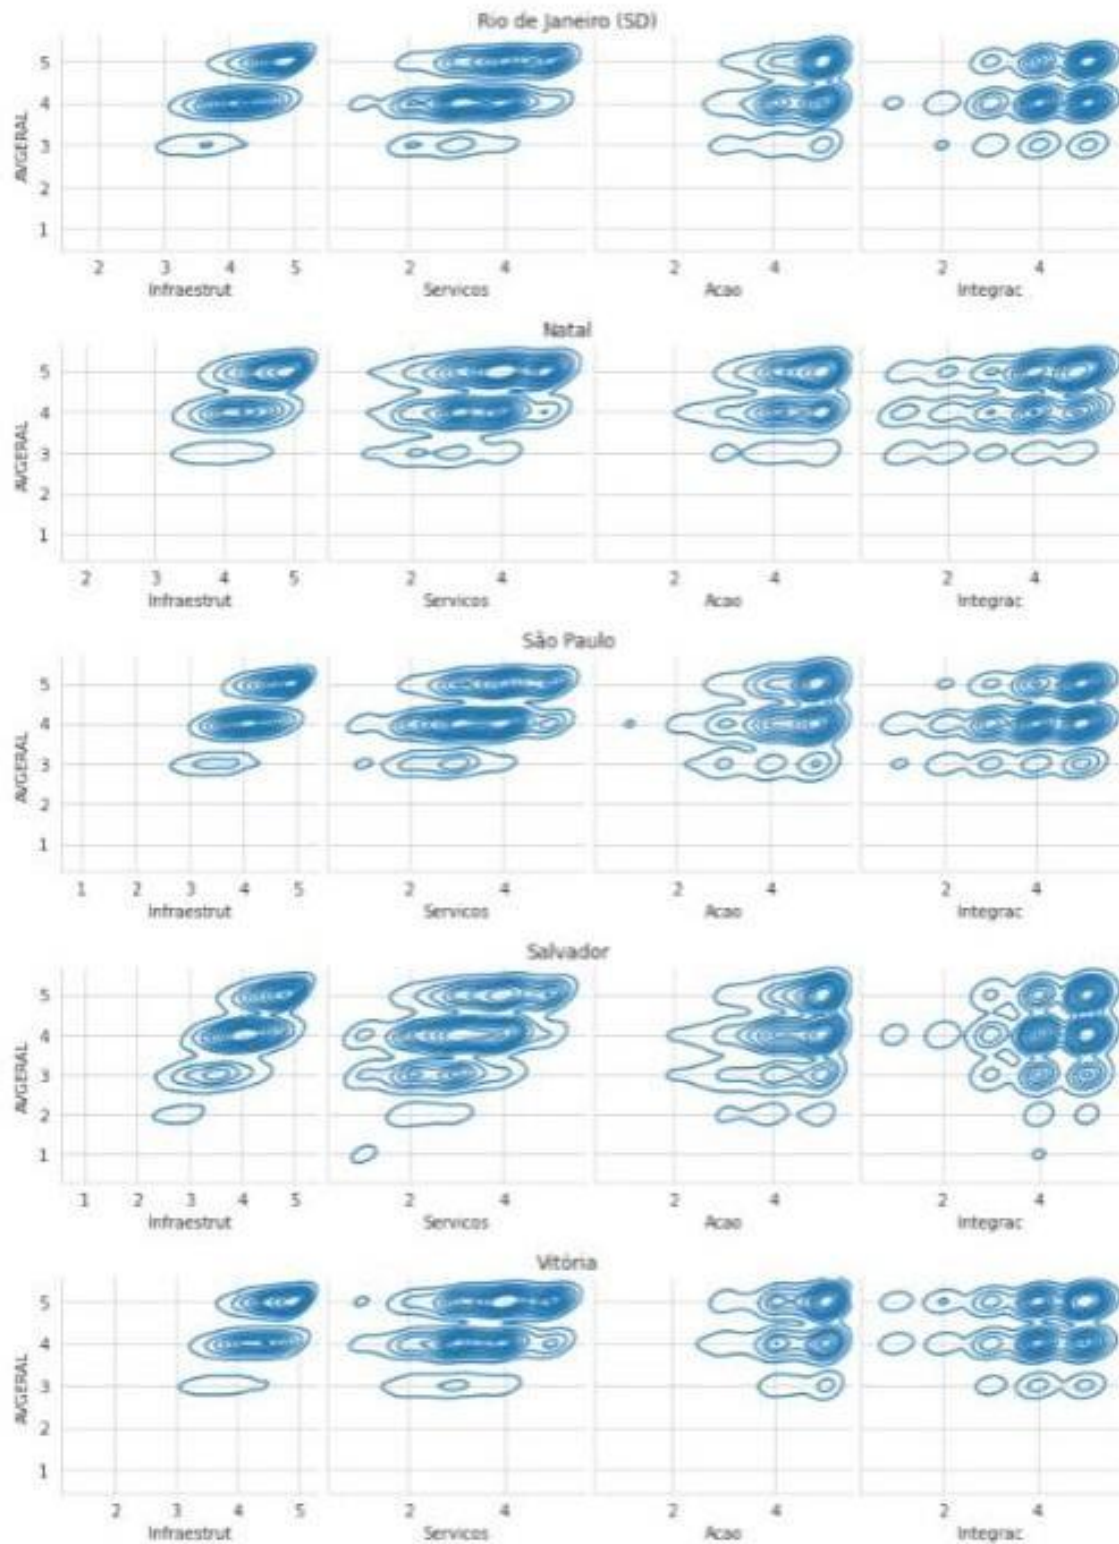 Rio de Janeiro (SD)
AVGERAL
5
4
3
2
1
2 3 4 5 2 4 2 4 2 4
Infraestrut Servicos Acao Integrac
Natal
AVGERAL
5
4
3
2
1
2 3 4 5 2 4 2 4 2 4
Infraestrut Servicos Acao Integrac
São Paulo
AVGERAL
5
4
3
2
1
1 2 3 4 5 2 4 2 4 2 4
Infraestrut Servicos Acao Integrac
Salvador
AVGERAL
5
4
3
2
1
1 2 3 4 5 2 4 2 4 2 4
Infraestrut Servicos Acao Integrac
Vitória
AVGERAL
5
4
3
2
1
2 3 4 5 2 4 2 4 2 4
Infraestrut Servicos Acao Integrac